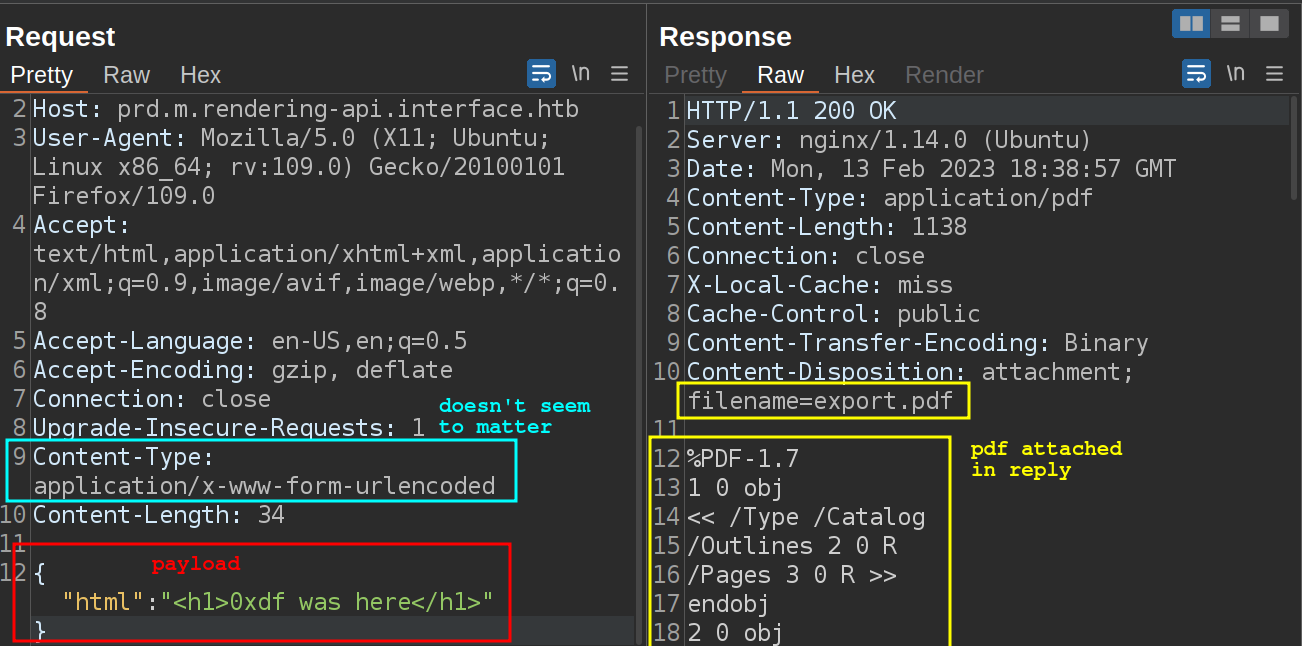 Request
Pretty Raw Hex
\n
2 Host: prd.m.rendering-api.interface.htb
3 User-Agent: Mozilla/5.0 (X11; Ubuntu;
Linux x86_64; rv:109.0) Gecko/20100101
Firefox/109.0
4 Accept:
text/html,application/xhtml+xml,applicatio
n/xml;q=0.9,image/avif,image/webp,*/*;q=0.
8
5 Accept-Language: en-US,en;q=0.5
6 Accept-Encoding: gzip, deflate
7 Connection: close
8 Upgrade-Insecure-Requests: 1
doesn't seem
to matter
9 Content-Type:
application/x-www-form-urlencoded
10 Content-Length: 34
11
payload
12 {
"html":"<h1>0xdf was here</h1>"
}
Response
Pretty Raw Hex Render
\n
1 HTTP/1.1 200 OK
2 Server: nginx/1.14.0 (Ubuntu)
3 Date: Mon, 13 Feb 2023 18:38:57 GMT
4 Content-Type: application/pdf
5 Content-Length: 1138
6 Connection: close
7 X-Local-Cache: miss
8 Cache-Control: public
9 Content-Transfer-Encoding: Binary
10 Content-Disposition: attachment;
filename=export.pdf
11
12 %PDF-1.7
13 1 0 obj
14 << /Type /Catalog
15 /Outlines 2 0 R
16 /Pages 3 0 R >>
17 endobj
18 2 0 obj
pdf attached
in reply